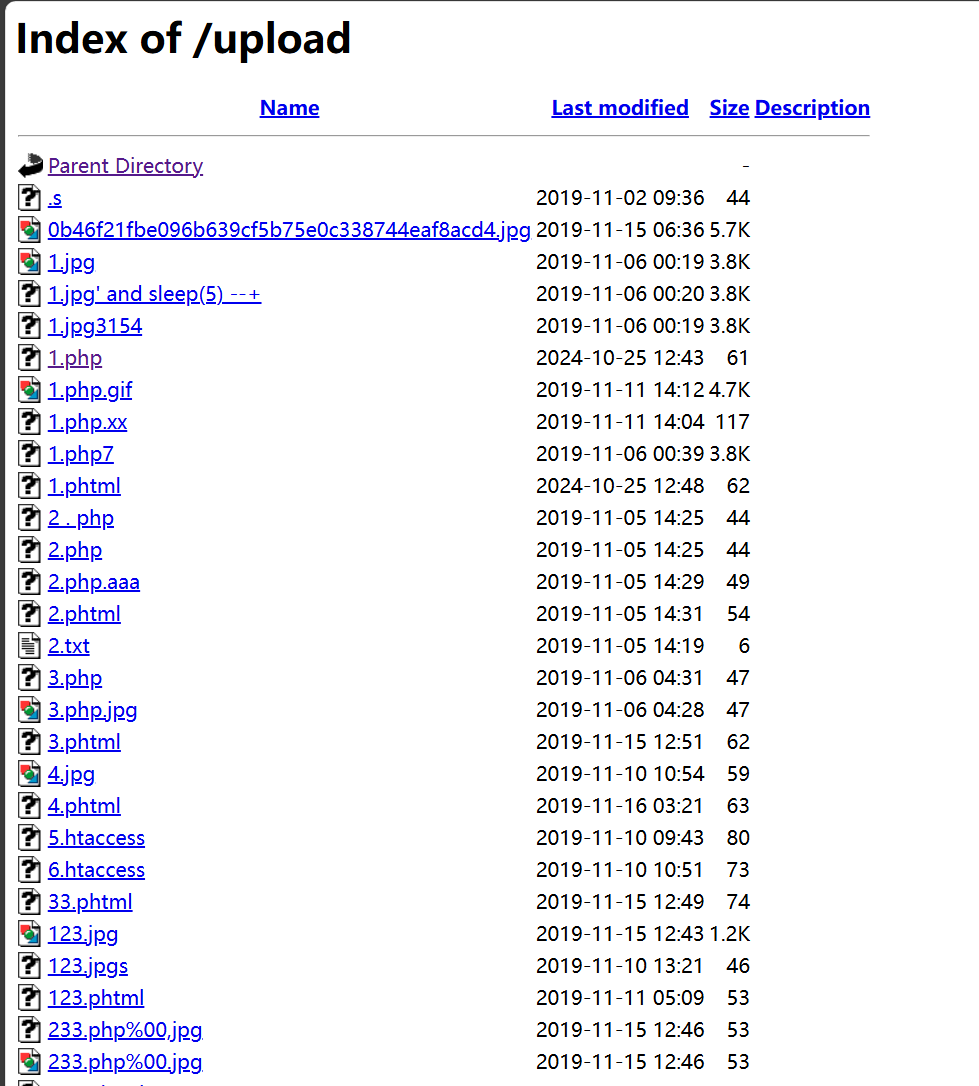 Index of /upload
Name Last modified Size Description
Parent Directory -
.s 2019-11-02 09:36 44
0b46f21fbe096b639cf5b75e0c338744eaf8acd4.jpg 2019-11-15 06:36 5.7K
1.jpg 2019-11-06 00:19 3.8K
1.jpg' and sleep(5) --+ 2019-11-06 00:20 3.8K
1.jpg3154 2019-11-06 00:19 3.8K
1.php 2024-10-25 12:43 61
1.php.gif 2019-11-11 14:12 4.7K
1.php.xx 2019-11-11 14:04 117
1.php7 2019-11-06 00:39 3.8K
1.phtml 2024-10-25 12:48 62
2 . php 2019-11-05 14:25 44
2.php 2019-11-05 14:25 44
2.php.aaa 2019-11-05 14:29 49
2.phtml 2019-11-05 14:31 54
2.txt 2019-11-05 14:19 6
3.php 2019-11-06 04:31 47
3.php.jpg 2019-11-06 04:28 47
3.phtml 2019-11-15 12:51 62
4.jpg 2019-11-10 10:54 59
4.phtml 2019-11-16 03:21 63
5.htaccess 2019-11-10 09:43 80
6.htaccess 2019-11-10 10:51 73
33.phtml 2019-11-15 12:49 74
123.jpg 2019-11-15 12:43 1.2K
123.jpgs 2019-11-10 13:21 46
123.phtml 2019-11-11 05:09 53
233.php%00,jpg 2019-11-15 12:46 53
233.php%00.jpg 2019-11-15 12:46 53